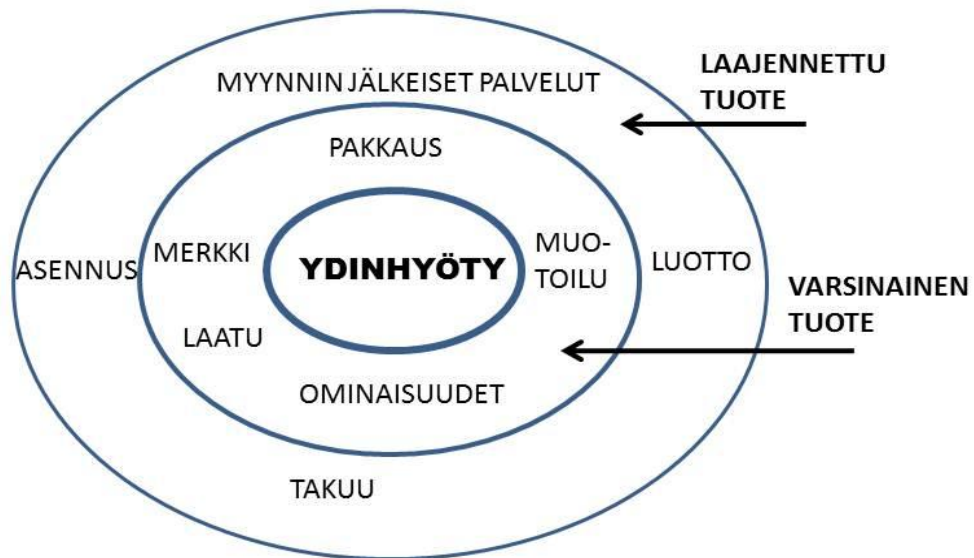 MYYNNIN JÄLKEISET PALVELUT
LAAJENNETTU
TUOTE
PAKKAUS
ASENNUS
MERKKI
YDINHYÖTY
MUO-
TOILU
LUOTTO
VARSINAINEN
TUOTE
LAATU
OMINAISUUDET
TAKUU